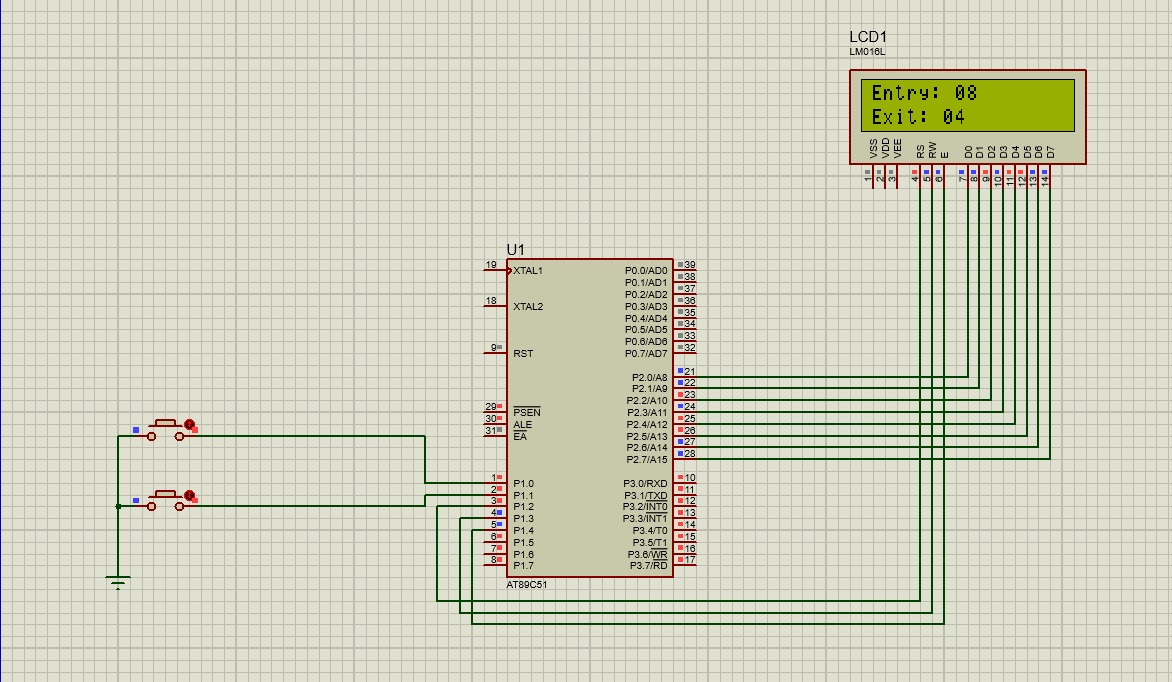 LCD1
LM016L
Entry: 08
Exit: 04
VSS VDD VEE RS RW E D0 D1 D2 D3 D4 D5 D6 D7
1 2 3 4 5 6 7 8 9 10 11 12 13 14
U1
19 XTAL1 P0.0/AD0 39
P0.1/AD1 38
P0.2/AD2 37
18 XTAL2 P0.3/AD3 36
P0.4/AD4 35
P0.5/AD5 34
P0.6/AD6 33
9 RST P0.7/AD7 32
P2.0/A8 21
P2.1/A9 22
P2.2/A10 23
29 PSEN P2.3/A11 24
30 ALE P2.4/A12 25
31 EA P2.5/A13 26
P2.6/A14 27
P2.7/A15 28
1 P1.0 P3.0/RXD 10
2 P1.1 P3.1/TXD 11
3 P1.2 P3.2/INT0 12
4 P1.3 P3.3/INT1 13
5 P1.4 P3.4/T0 14
6 P1.5 P3.5/T1 15
7 P1.6 P3.6/WR 16
8 P1.7 P3.7/RD 17
AT89C51